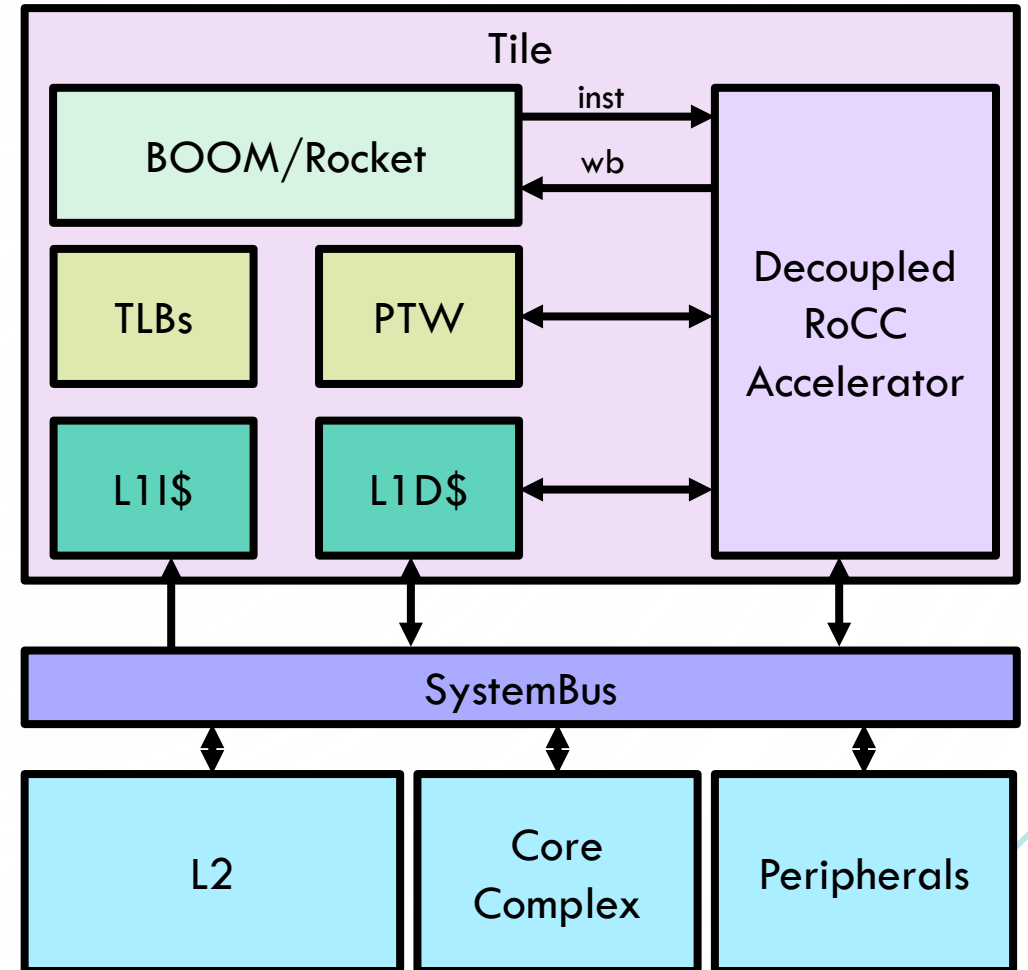 Tile
BOOM/Rocket
inst
wb
TLBs
PTW
Decoupled
RoCC
Accelerator
L1I$
L1D$
SystemBus
L2
Core
Complex
Peripherals